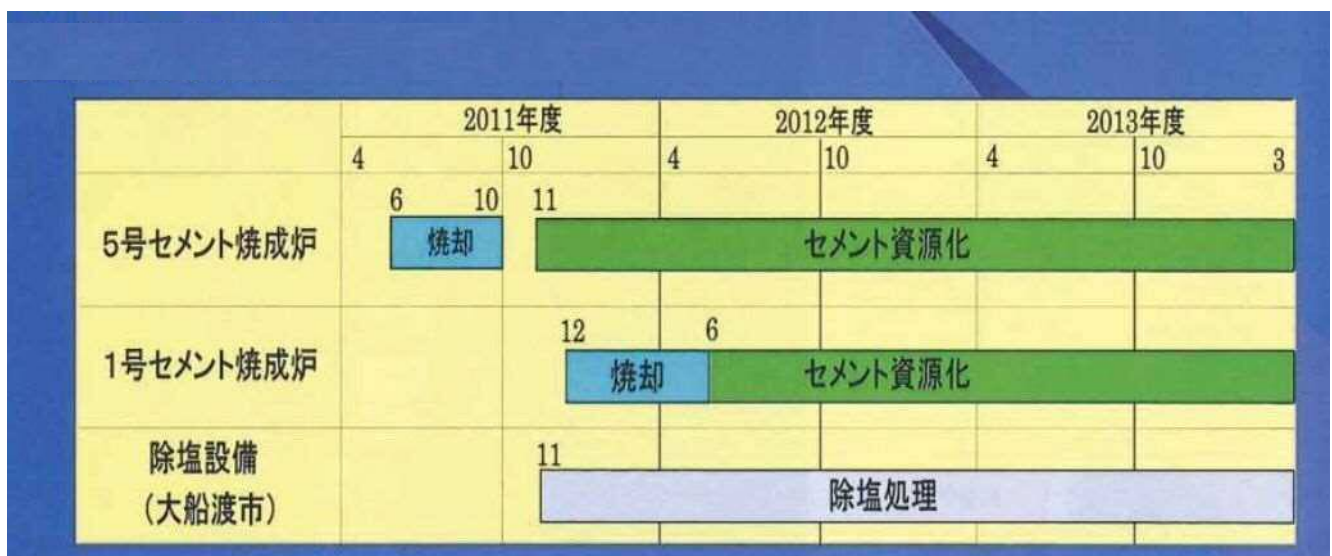 2011年度 2012年度 2013年度
4 10 4 10 4 10 3
6 10 11
5号セメント焼成炉 焼却 セメント資源化
12 6
1号セメント焼成炉 焼却 セメント資源化
除塩設備
11
(大船渡市) 除塩処理